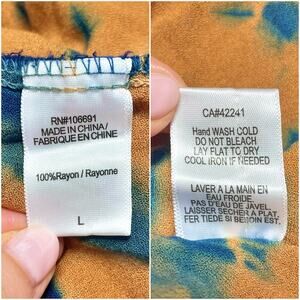 RN#106691
MADE IN CHINA/
FABRIQUE EN CHINE
100%Rayon / Rayonne
L
CA#42241
Hand WASH COLD
DO NOT BLEACH
LAY FLAT TO DRY
COOL IRON IF NEEDED
LAVER A LA MAIN EN
EAU FROIDE.
PAS D'EAU DE JAVEL.
LAISSER SECHER A PLAT,
FER TIEDE SI BESOIN EST.